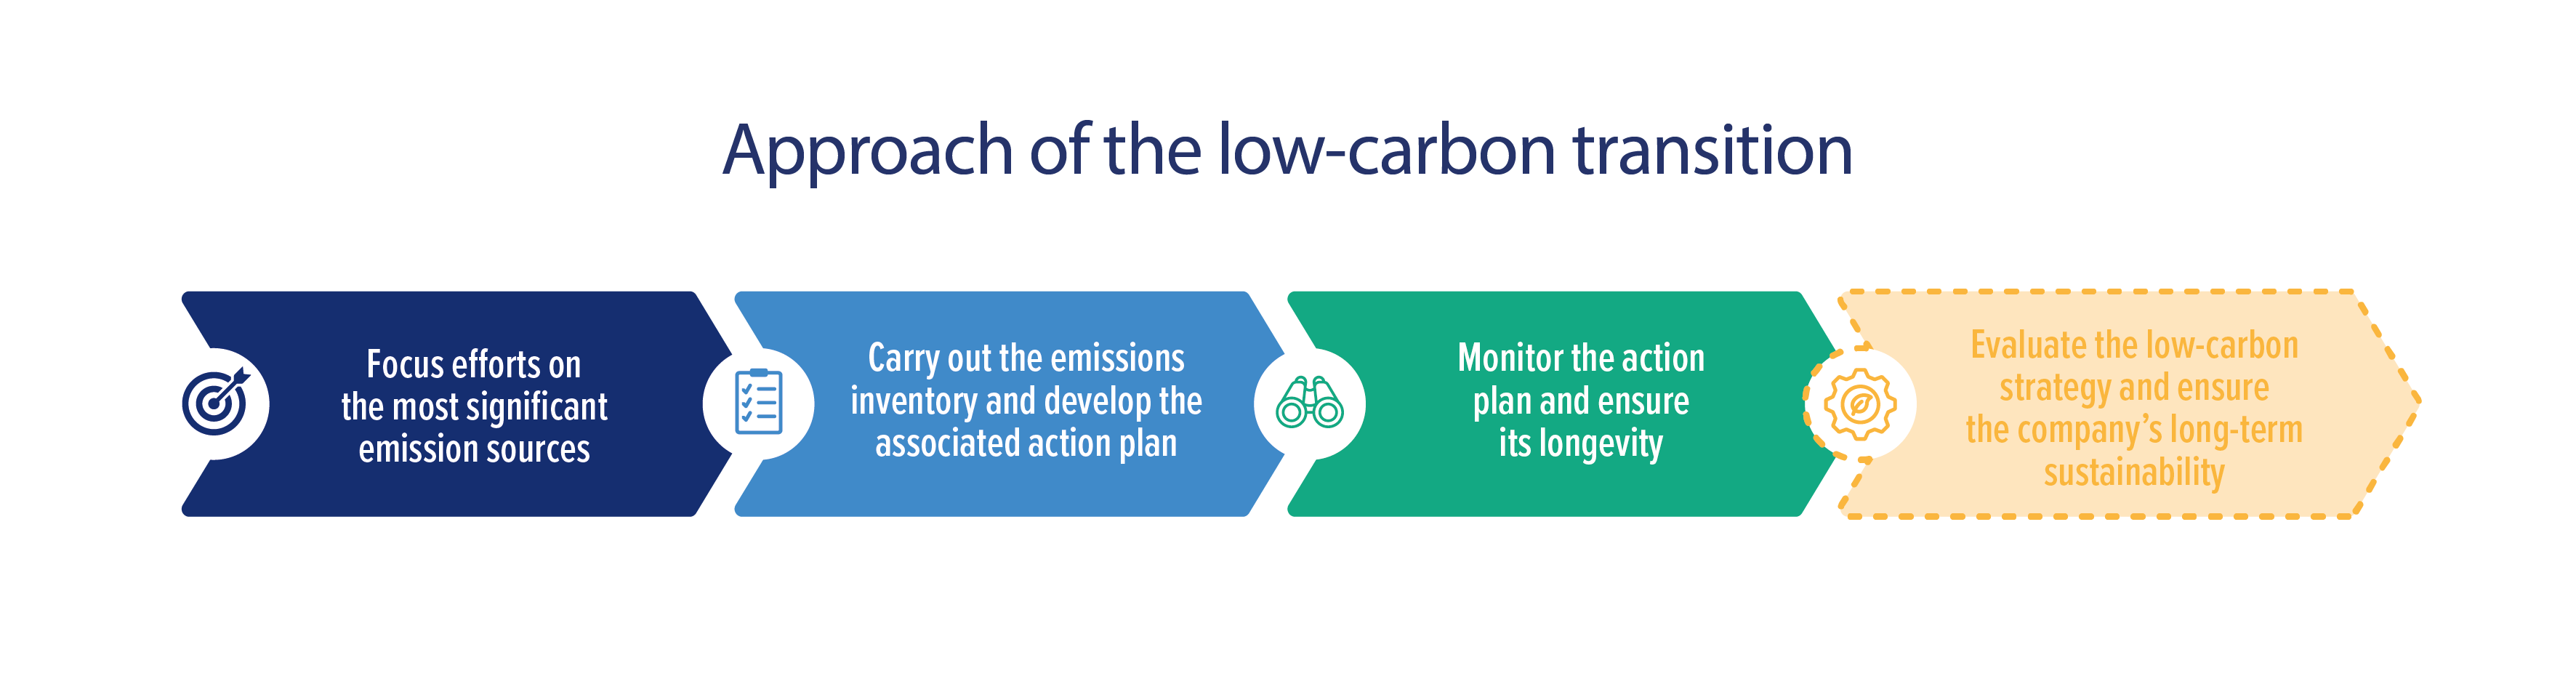 Approach of the low-carbon transition
Focus efforts on
the most significant
emission sources
Carry out the emissions
inventory and develop the
associated action plan
Monitor the action
plan and ensure
its longevity
Evaluate the low-carbon
strategy and ensure
the company’s long-term
sustainability